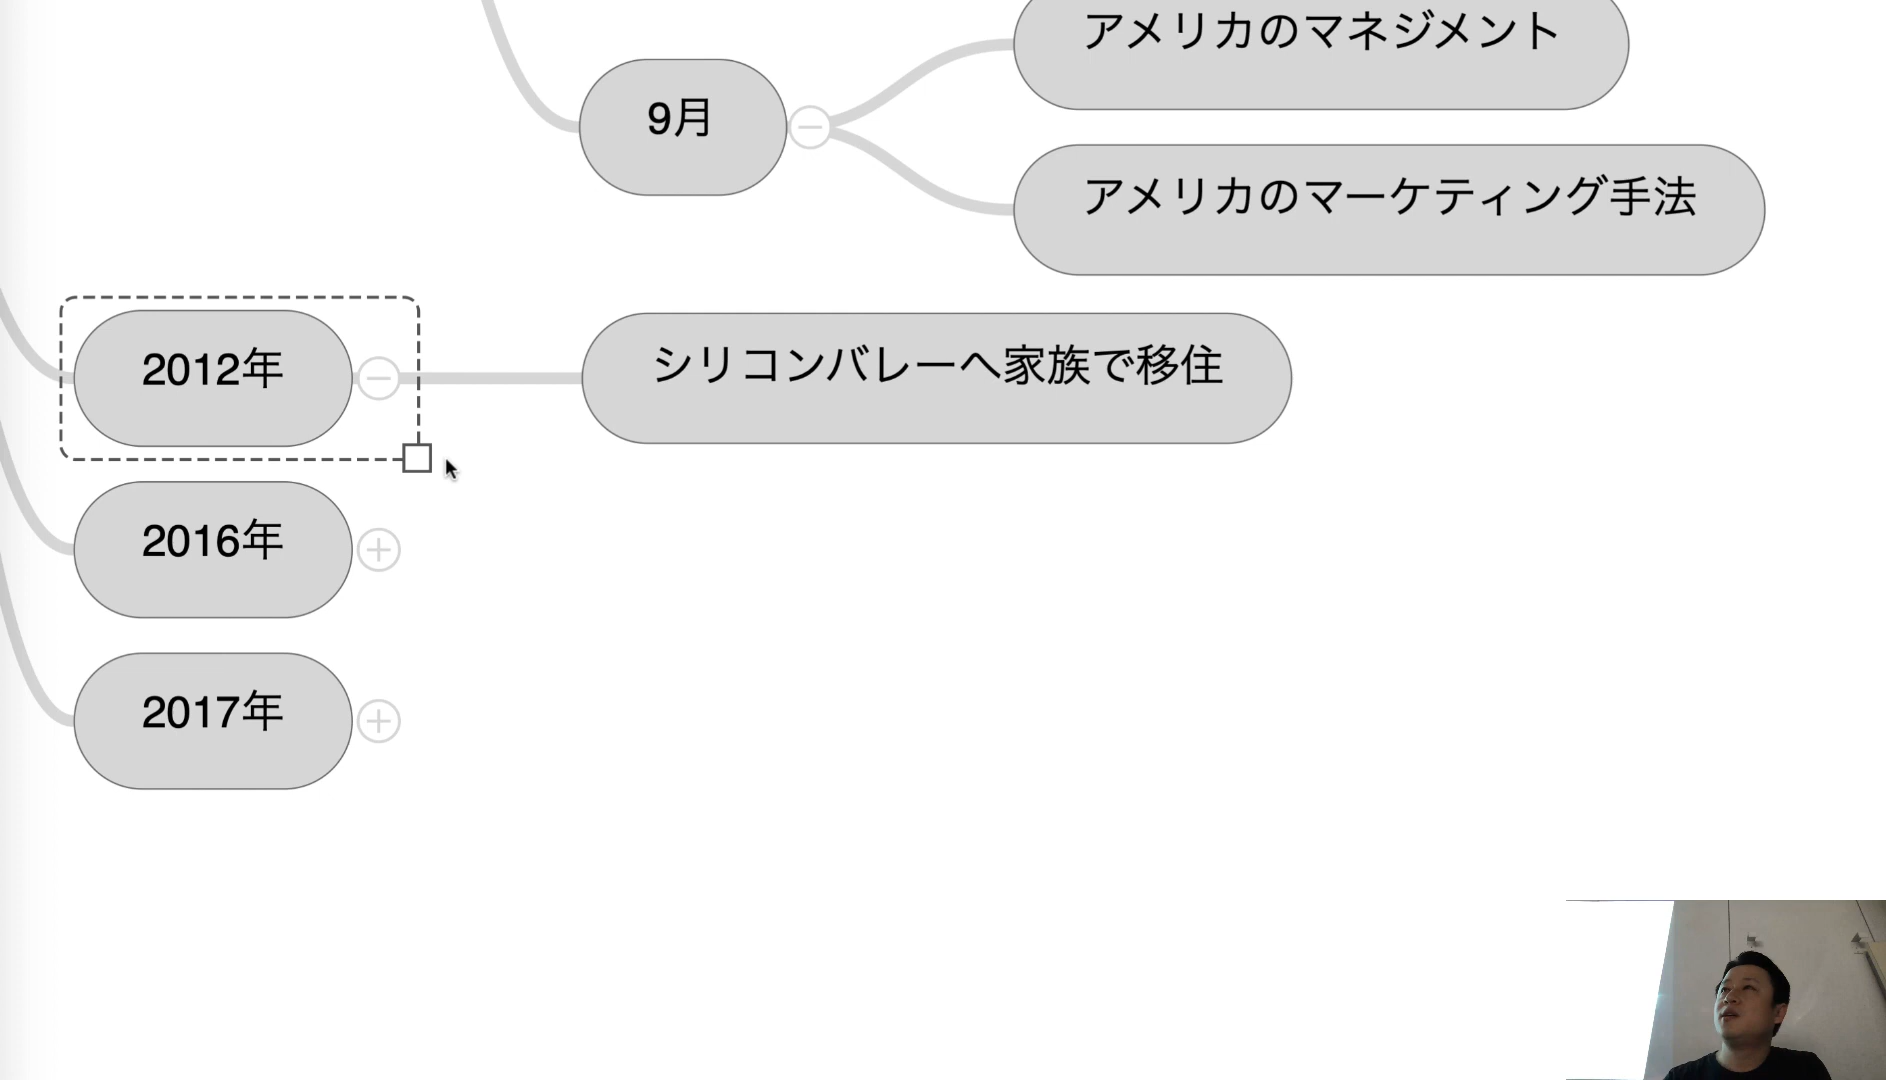 アメリカのマネジメント
9月
アメリカのマーケティング手法
2012年
シリコンバレーへ家族で移住
2016年
2017年